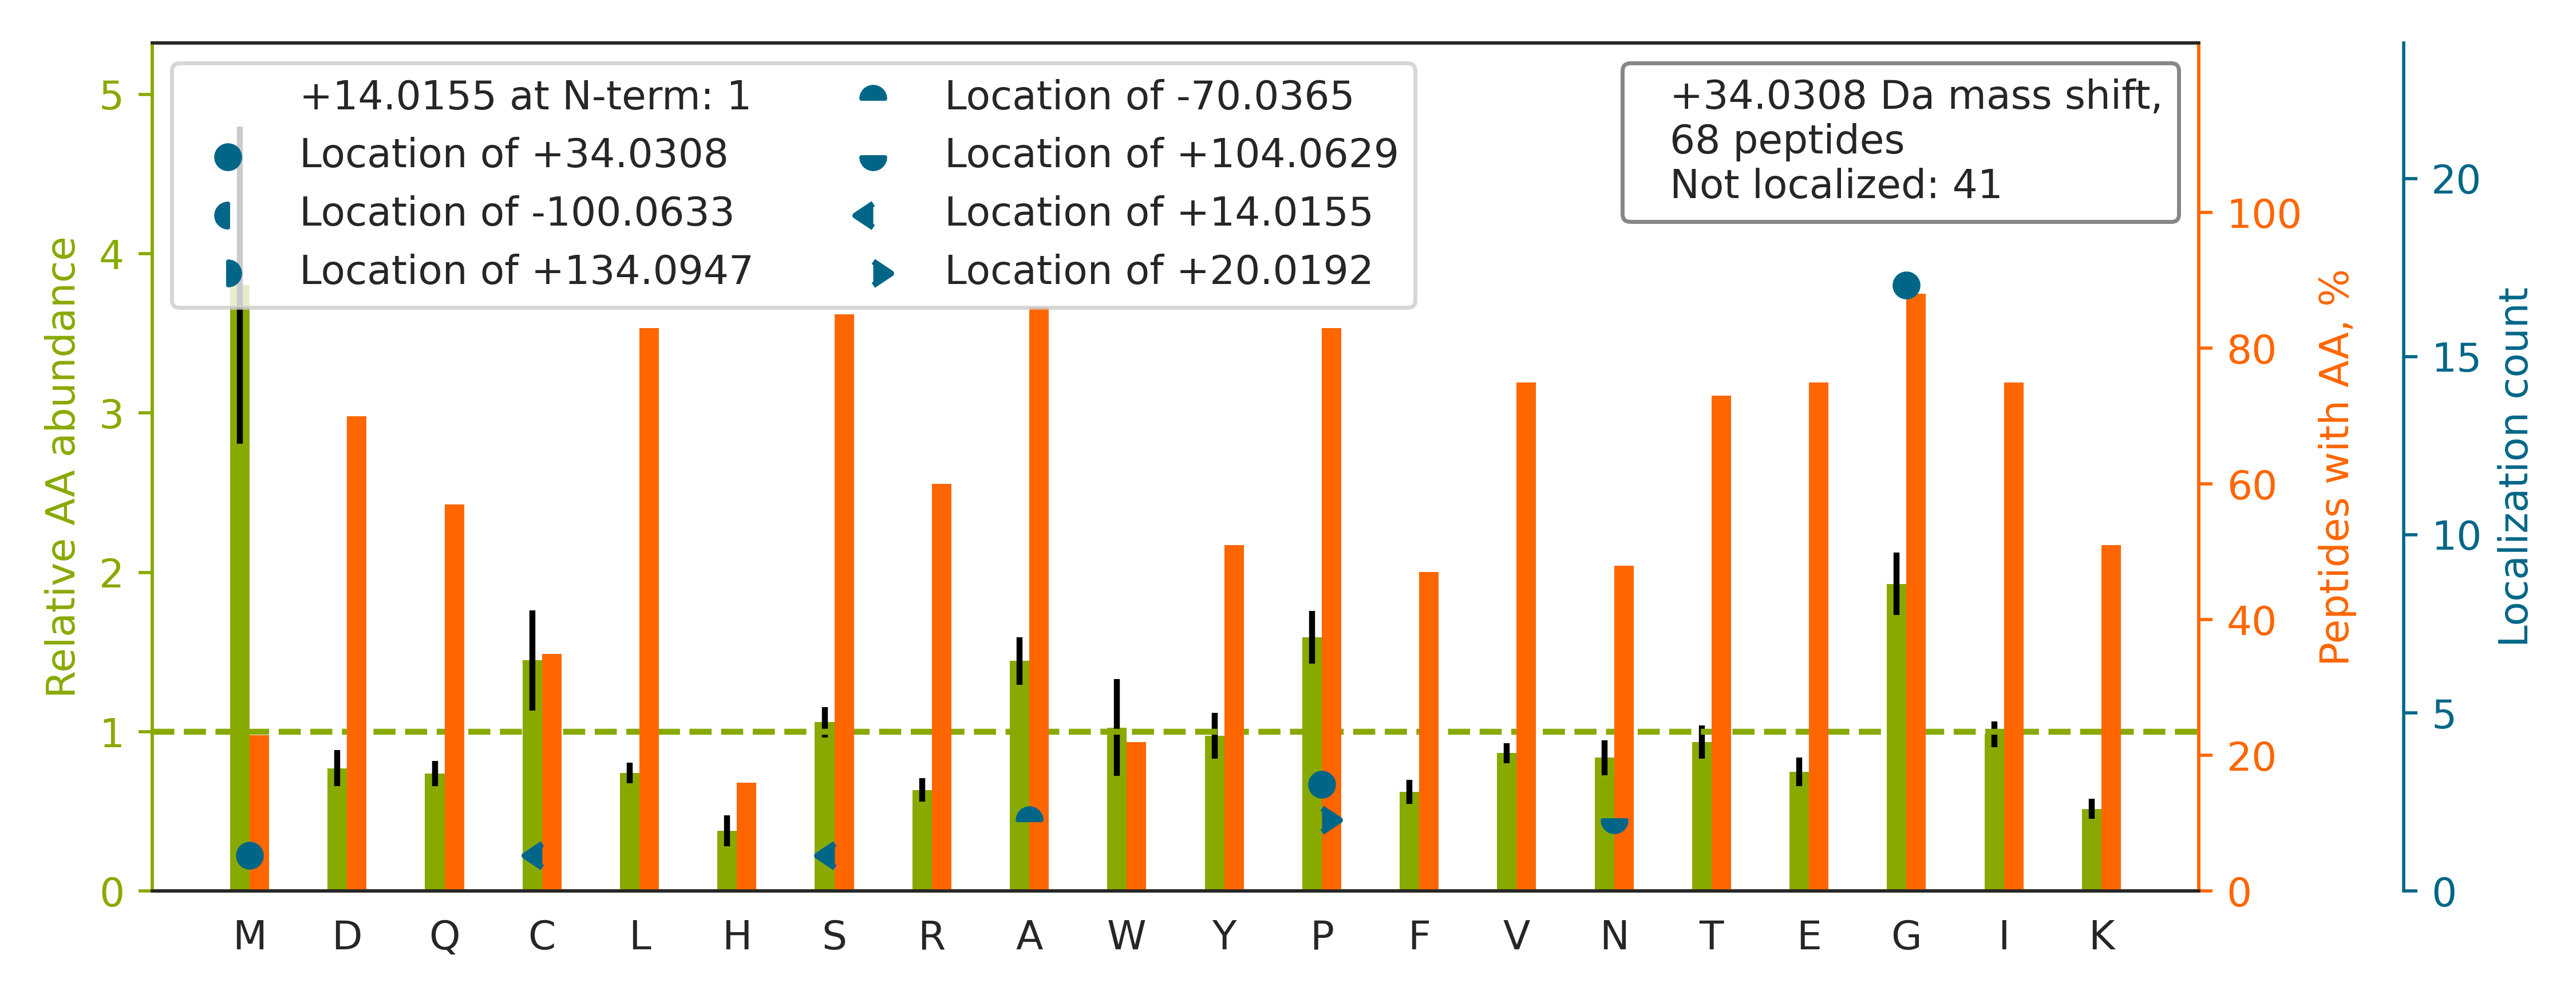 +14.0155 at N-term: 1
Location of +34.0308
Location of -100.0633
Location of +134.0947
Location of -70.0365
Location of +104.0629
Location of +14.0155
Location of +20.0192
+34.0308 Da mass shift,
68 peptides
Not localized: 41
Relative AA abundance
5
4
3
2
1
0
M D Q C L H S R A W Y P F V N T E G I K
100
80
60
40
20
0
Peptides with AA, %
20
15
10
5
0
Localization count